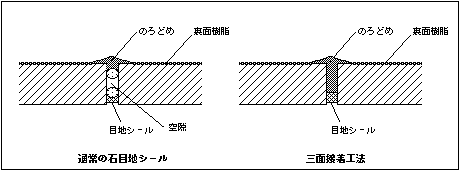 のろどめ
裏面樹脂
目地シール
空隙
通常の石目地シール
のろどめ
裏面樹脂
目地シール
三面接着工法